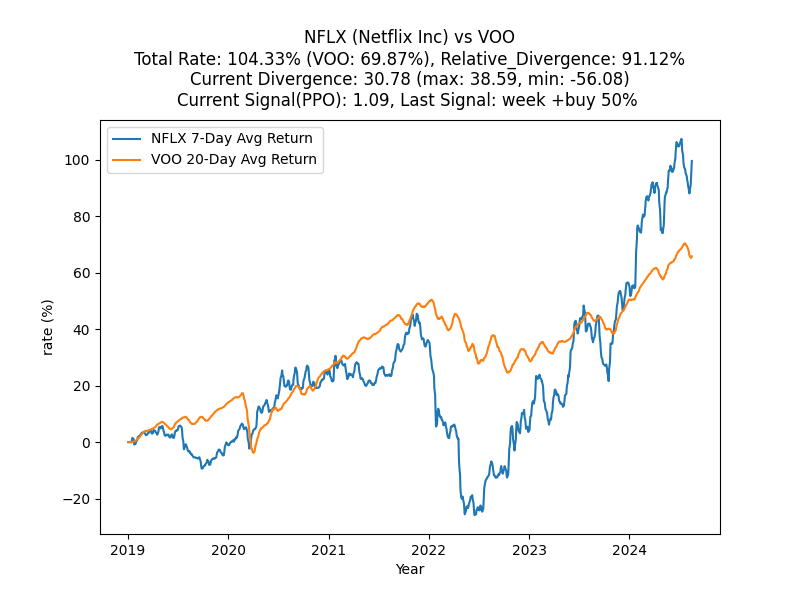 NFLX (Netflix Inc) vs VOO
Total Rate: 104.33% (VOO: 69.87%), Relative_Divergence: 91.12%
Current Divergence: 30.78 (max: 38.59, min: -56.08)
Current Signal(PPO): 1.09, Last Signal: week +buy 50%
NFLX 7-Day Avg Return
VOO 20-Day Avg Return
100
80
60
40
20
0
−20
rate (%)
2019 2020 2021 2022 2023 2024
Year